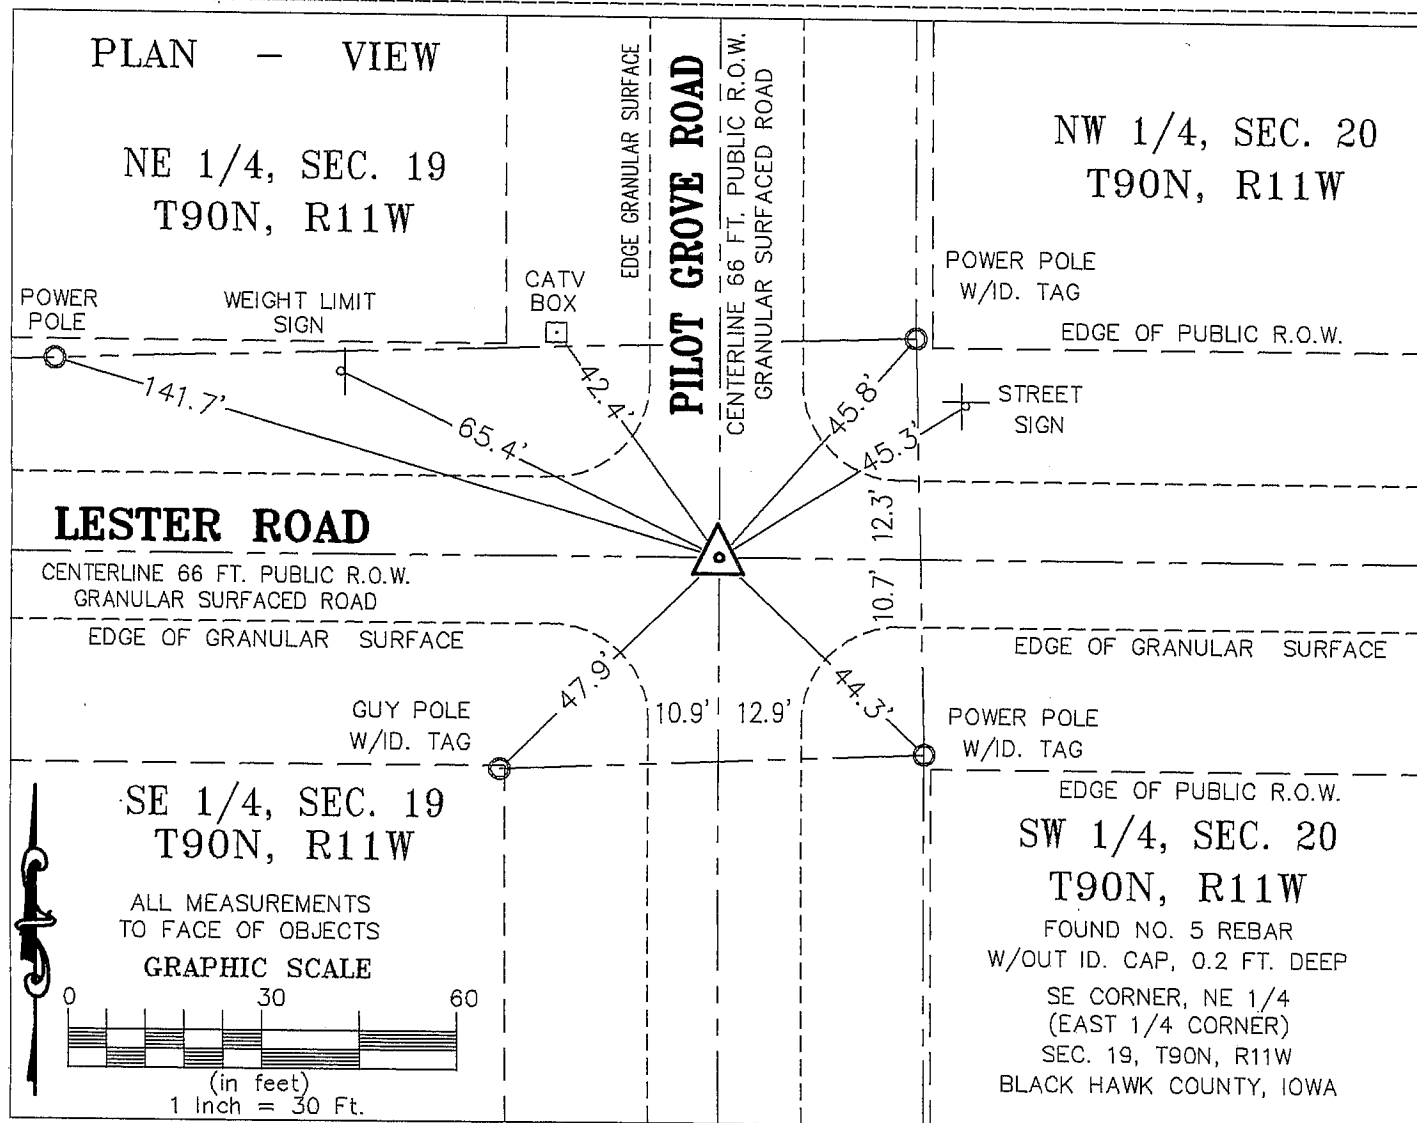 PLAN - VIEW
NE 1/4, SEC. 19
T90N, R11W
EDGE GRANULAR SURFACE
PILOT GROVE ROAD
CENTERLINE 66 FT. PUBLIC R.O.W.
GRANULAR SURFACED ROAD
NW 1/4, SEC. 20
T90N, R11W
POWER
POLE
WEIGHT LIMIT
SIGN
CATV
BOX
POWER POLE
W/ID. TAG
EDGE OF PUBLIC R.O.W.
STREET
SIGN
141.7'
65.4'
42.4'
45.8'
45.3'
12.3'
10.7'
LESTER ROAD
CENTERLINE 66 FT. PUBLIC R.O.W.
GRANULAR SURFACED ROAD
EDGE OF GRANULAR SURFACE
EDGE OF GRANULAR SURFACE
47.9'
44.3'
10.9'
12.9'
GUY POLE
W/ID. TAG
POWER POLE
W/ID. TAG
EDGE OF PUBLIC R.O.W.
SE 1/4, SEC. 19
T90N, R11W
ALL MEASUREMENTS
TO FACE OF OBJECTS
GRAPHIC SCALE
0 30 60
(in feet)
1 Inch = 30 Ft.
SW 1/4, SEC. 20
T90N, R11W
FOUND NO. 5 REBAR
W/OUT ID. CAP, 0.2 FT. DEEP
SE CORNER, NE 1/4
(EAST 1/4 CORNER)
SEC. 19, T90N, R11W
BLACK HAWK COUNTY, IOWA